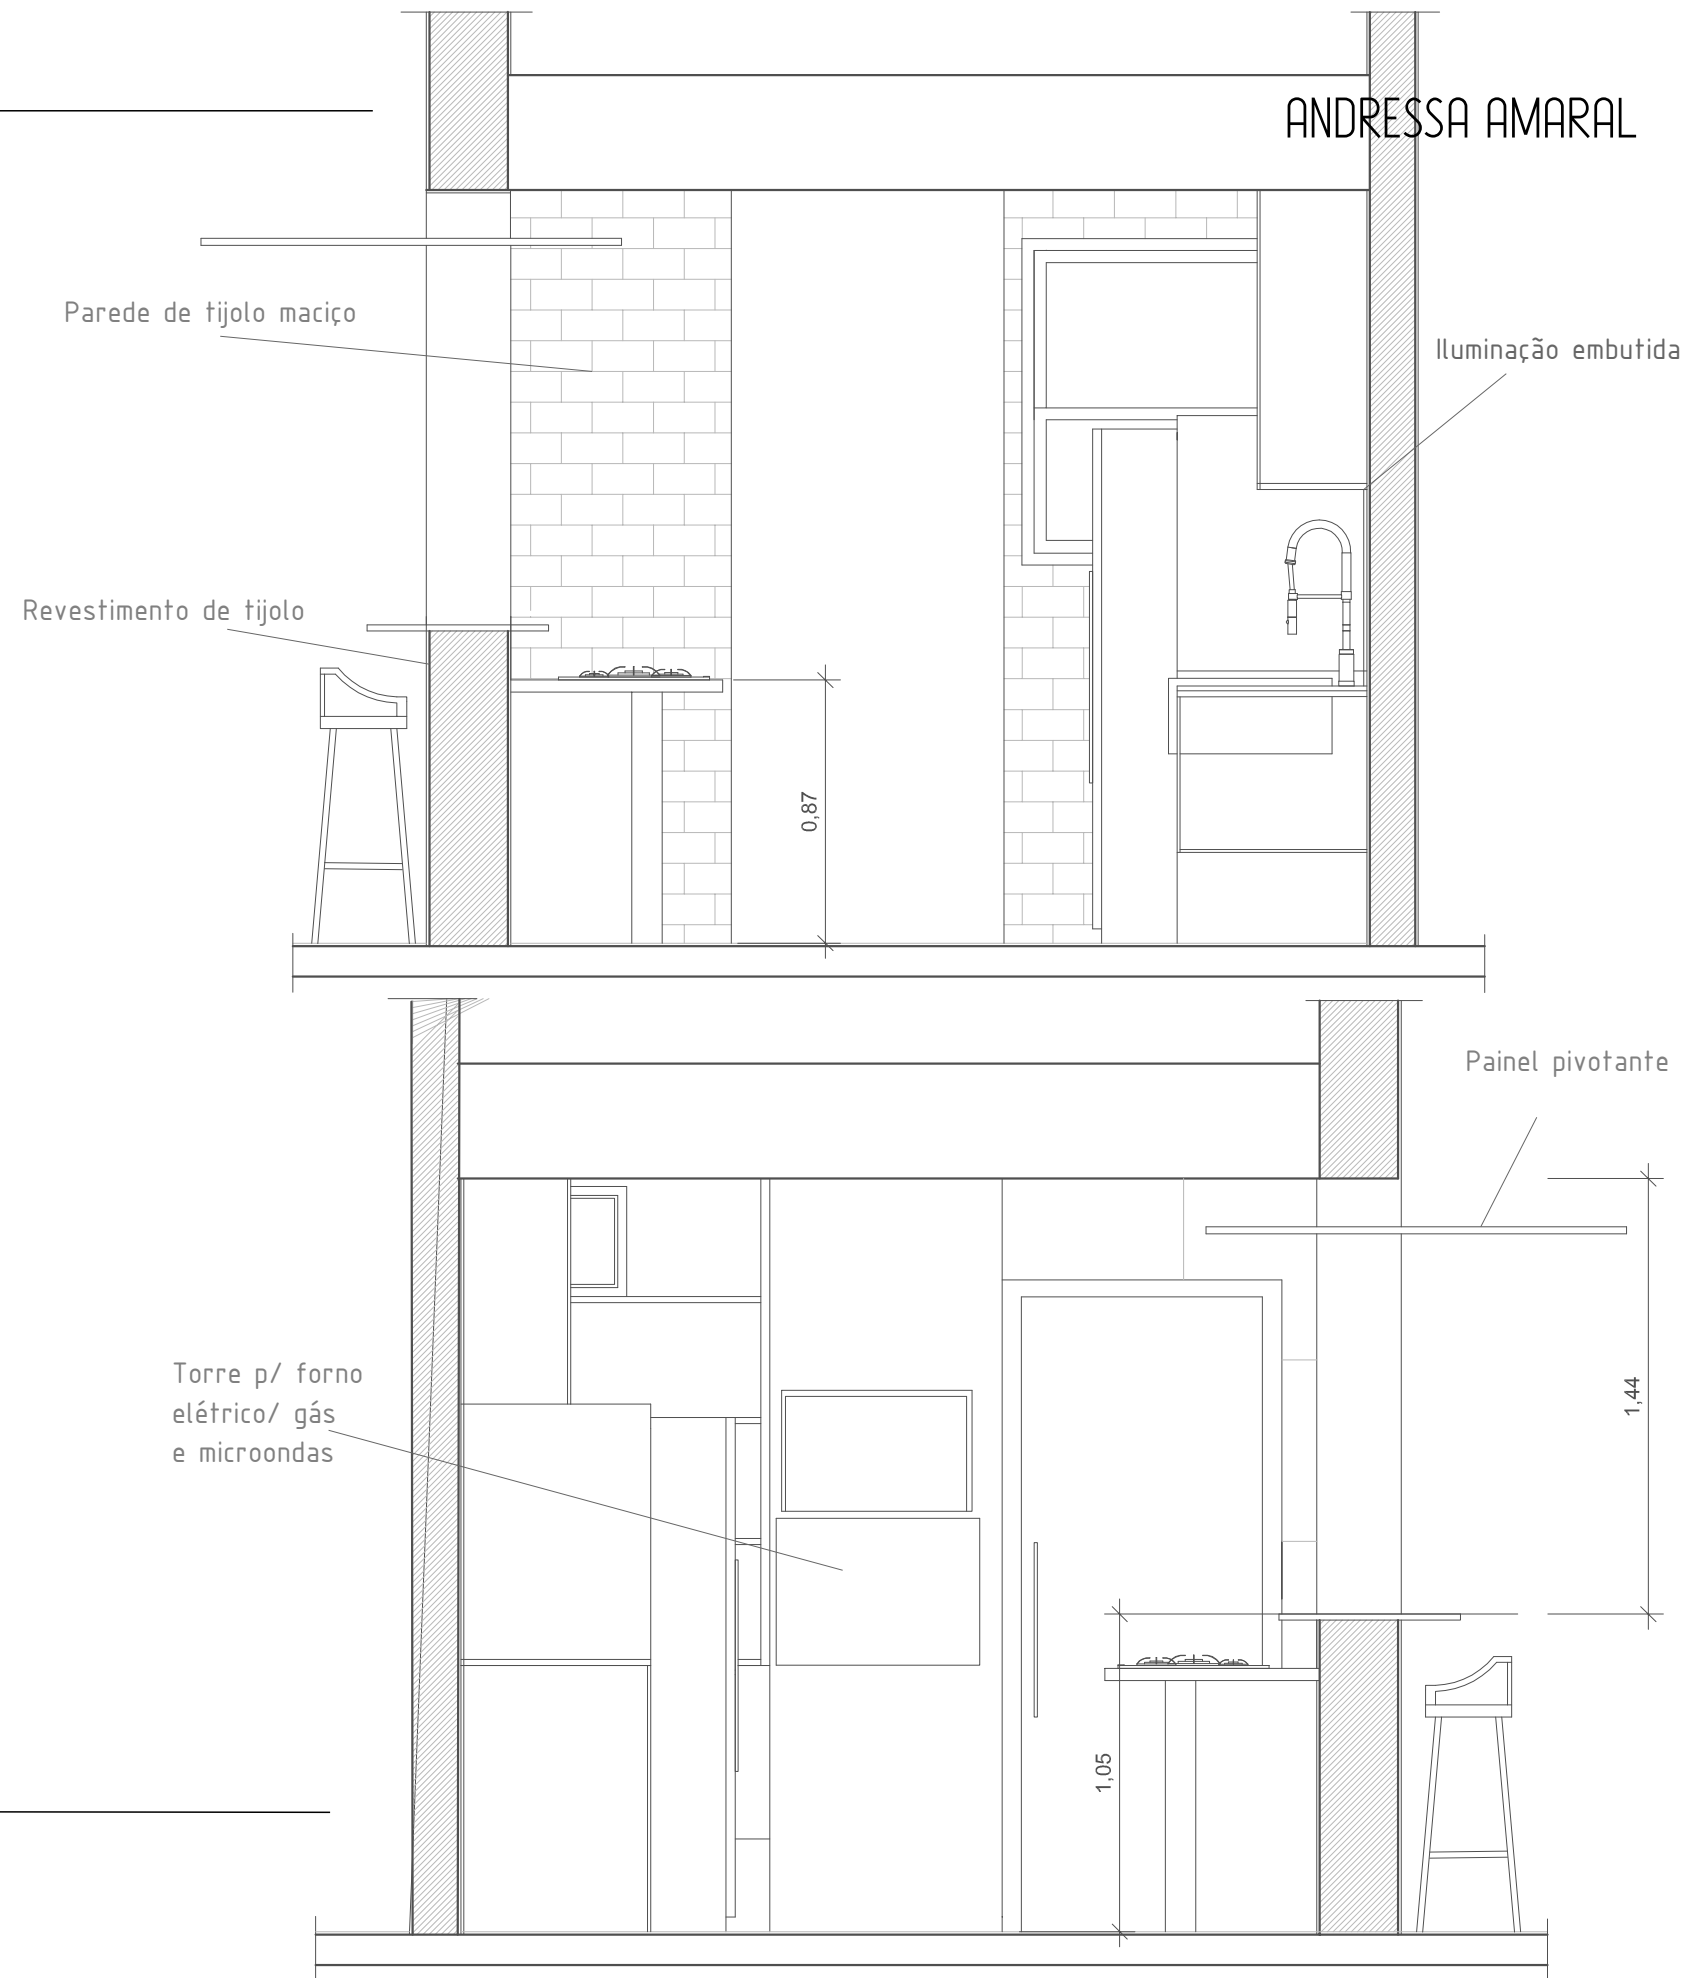 ANDRESSA AMARAL
Parede de tijolo maciço
Iluminação embutida
Revestimento de tijolo
0,87
Painel pivotante
Torre p/ forno
elétrico/ gás
e microondas
1,44
1,05